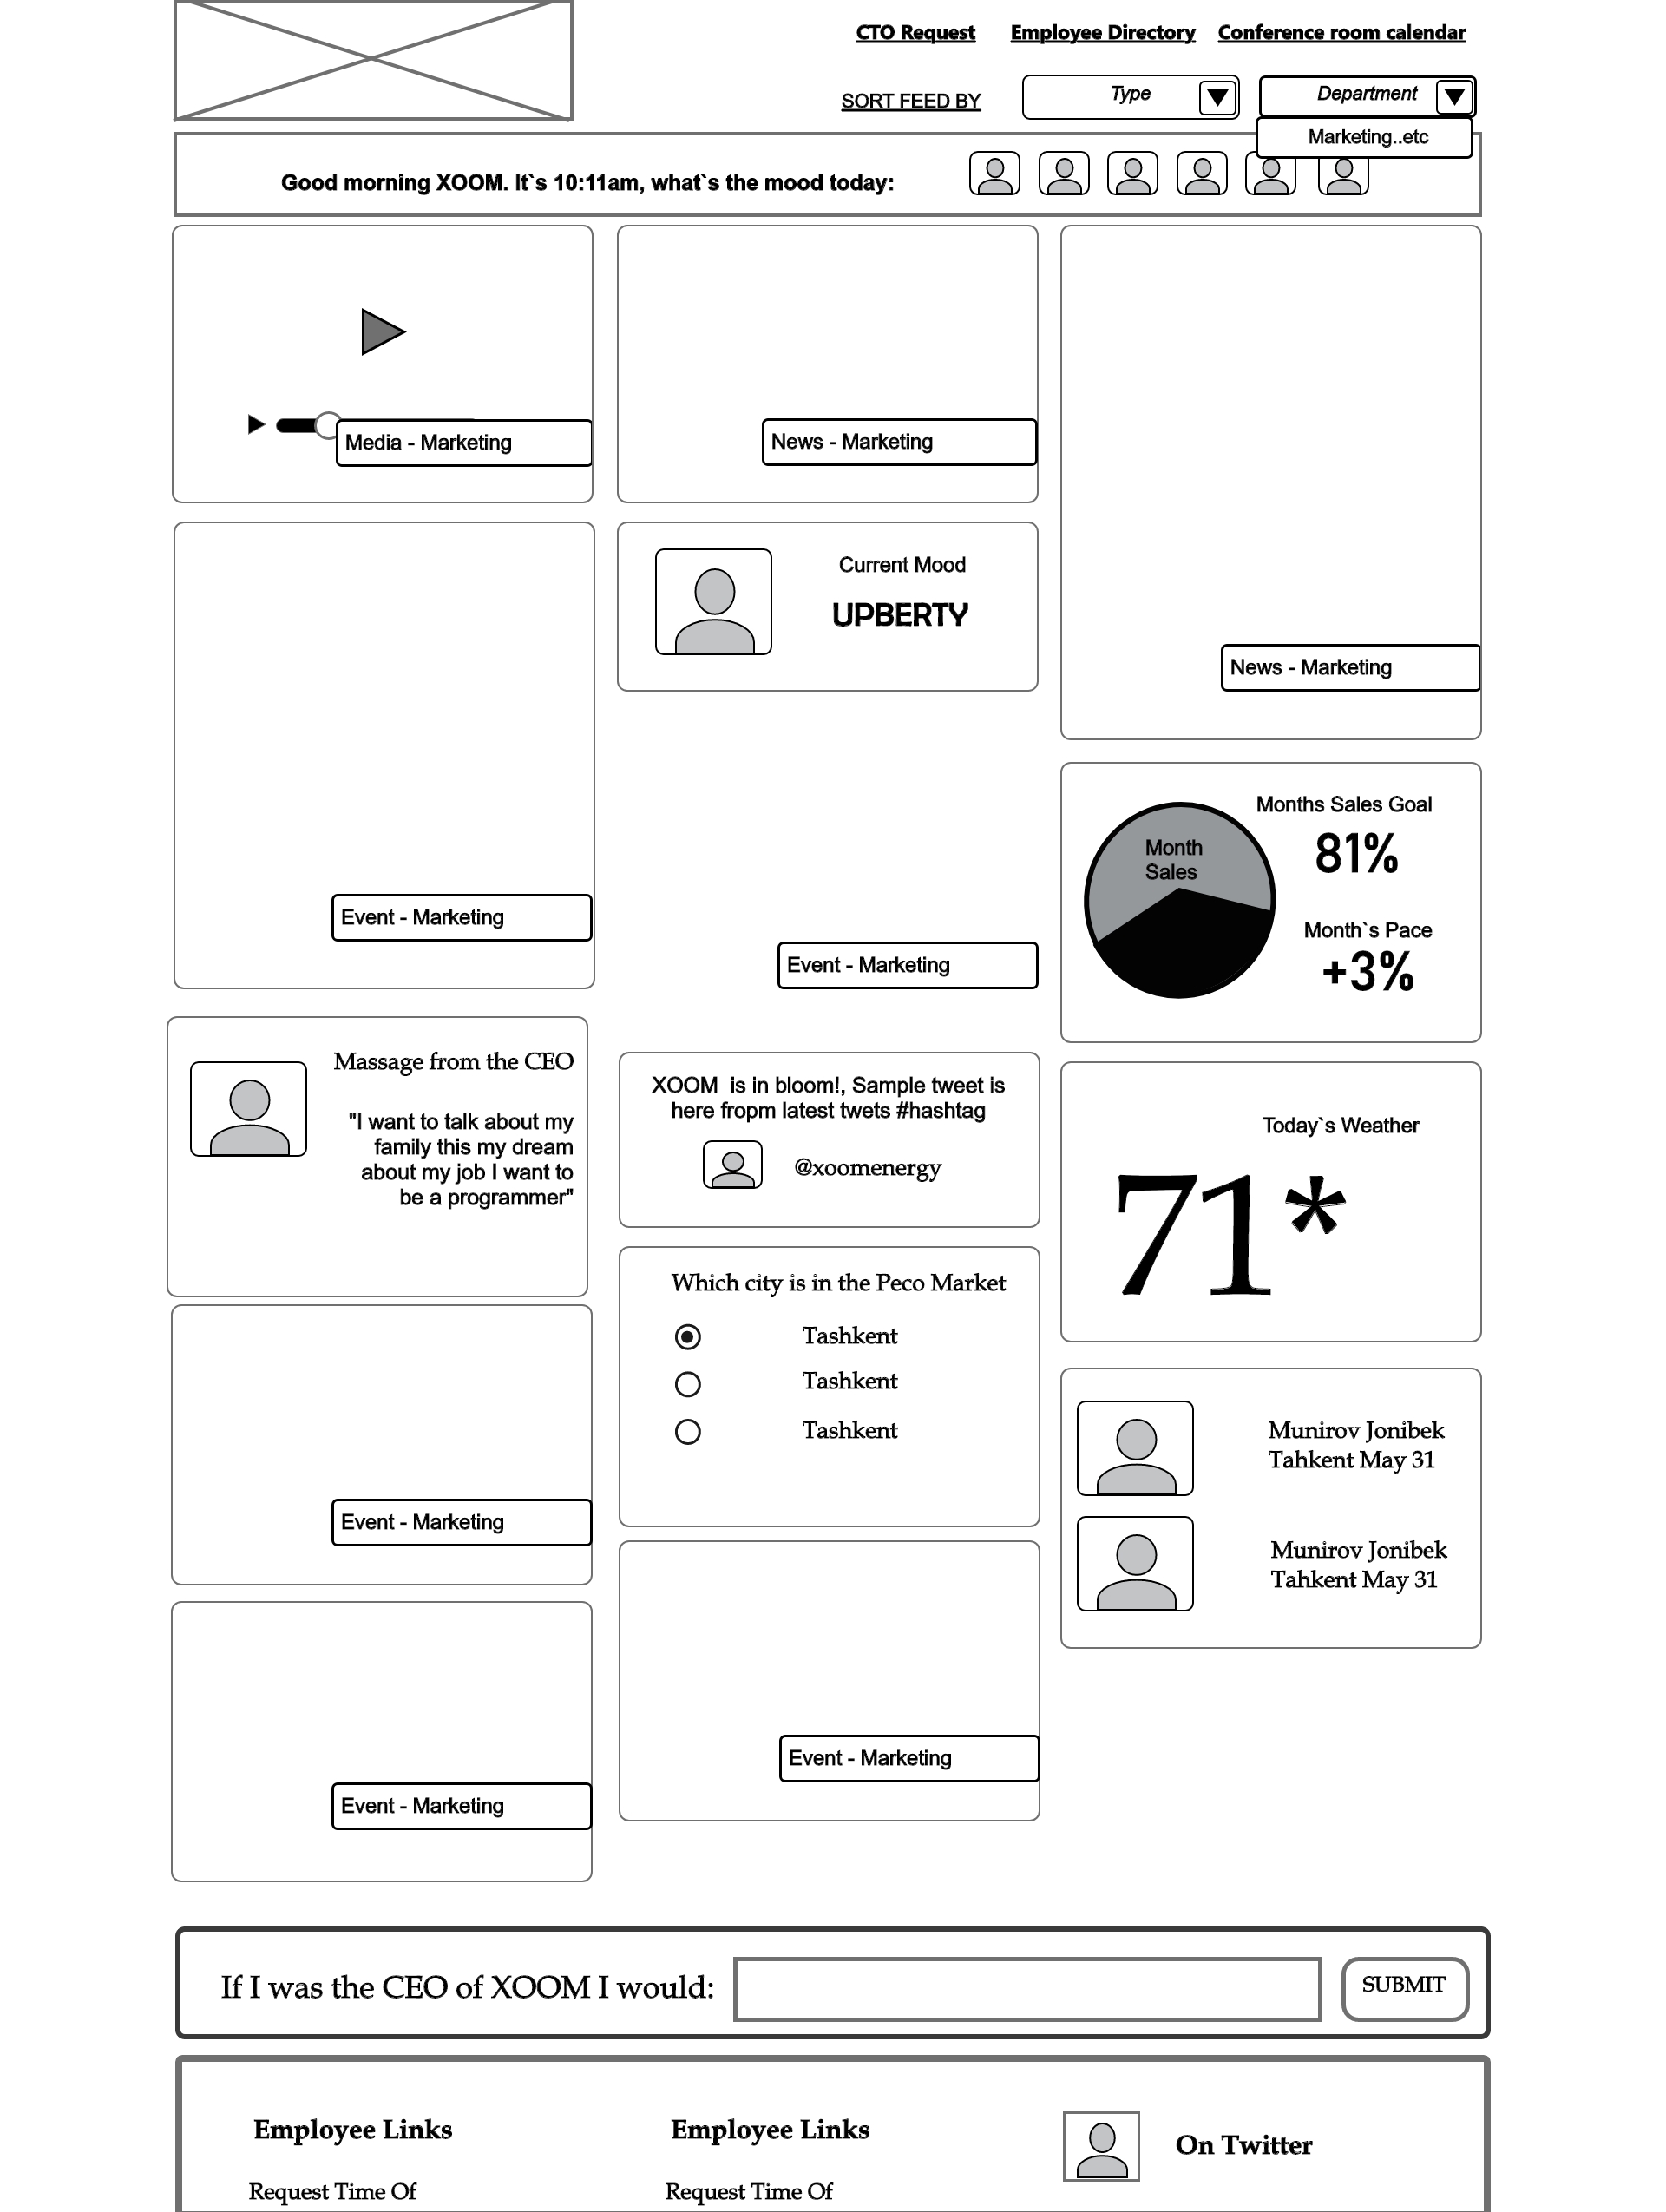 CTO Request
Employee Directory
Conference room calendar
SORT FEED BY
Type
Department
Marketing..etc
Good morning XOOM. It`s 10:11am, what`s the mood today:
Media - Marketing
News - Marketing
News - Marketing
Current Mood
UPBERTY
Event - Marketing
Event - Marketing
Months Sales Goal
81%
Month
Sales
Month`s Pace
+3%
Massage from the CEO
"I want to talk about my
family this my dream
about my job I want to
be a programmer"
XOOM is in bloom!, Sample tweet is
here fropm latest twets #hashtag
@xoomenergy
Today`s Weather
71*
Which city is in the Peco Market
Tashkent
Tashkent
Tashkent
Munirov Jonibek
Tahkent May 31
Munirov Jonibek
Tahkent May 31
Event - Marketing
Event - Marketing
Event - Marketing
If I was the CEO of XOOM I would:
SUBMIT
Employee Links
Employee Links
On Twitter
Request Time Of
Request Time Of